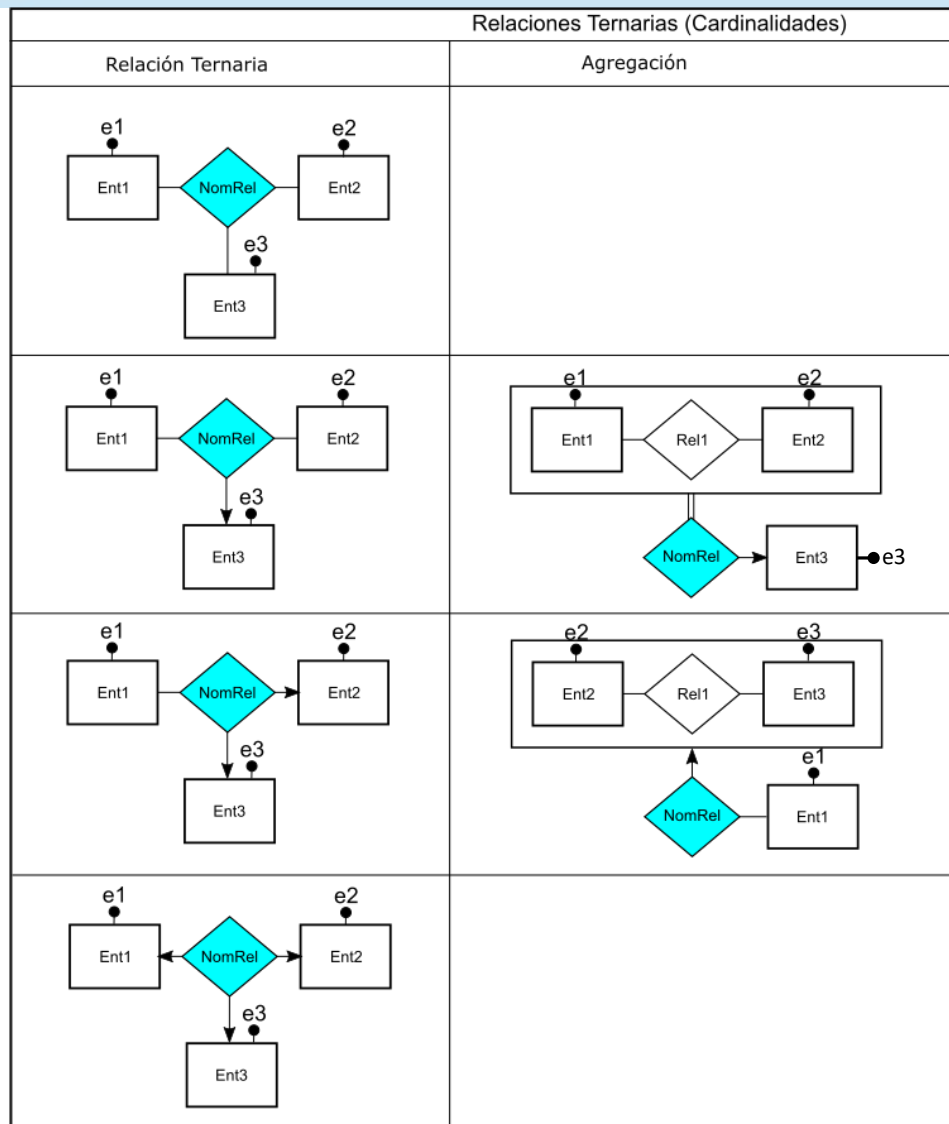 Relaciones Ternarias (Cardinalidades)
Relación Ternaria
Agregación
e1
e2
Ent1
NomRel
Ent2
e3
Ent3
e1
e2
Ent1
NomRel
Ent2
e3
Ent3
e1
e2
Ent1
Rel1
Ent2
NomRel
Ent3
e3
e1
e2
Ent1
NomRel
Ent2
e3
Ent3
e2
e3
Ent2
Rel1
Ent3
e1
NomRel
Ent1
e1
e2
Ent1
NomRel
Ent2
e3
Ent3